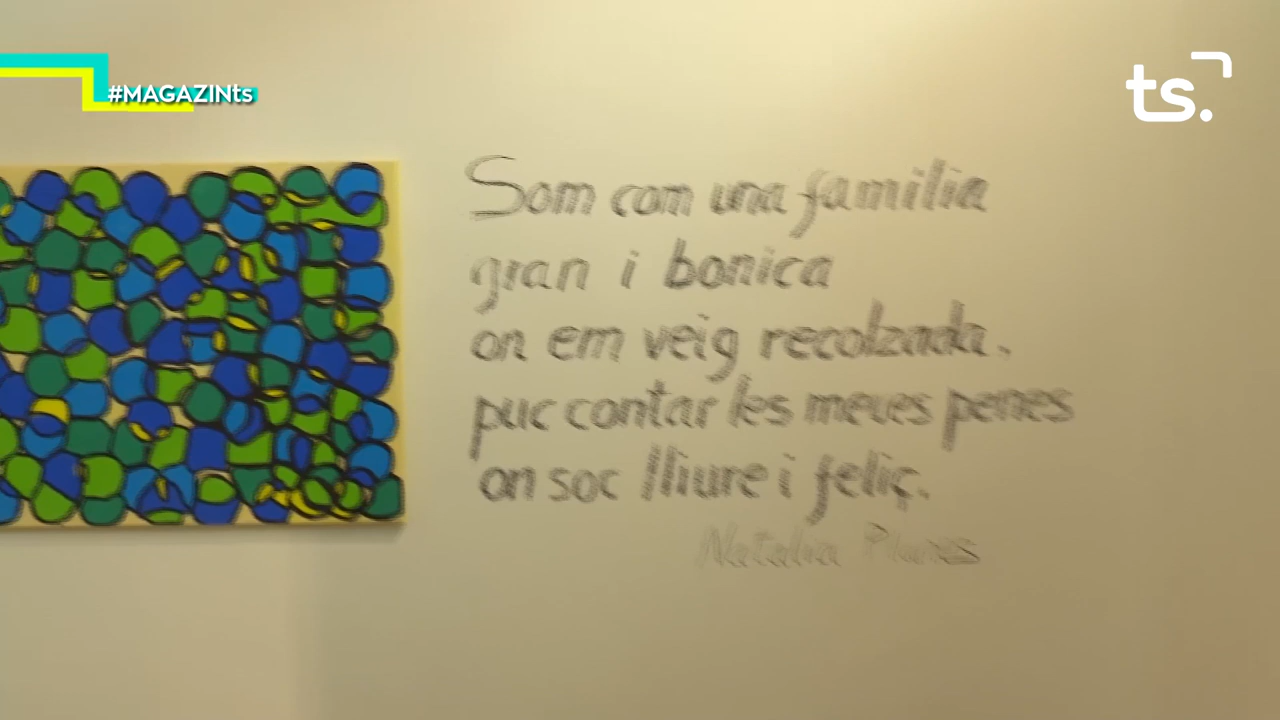 #MAGAZINts
ts.
Som com una familia
gran i bonica
on em veig recolzada.
puc contar les meves penes
on soc lliure i feliç.
Natalia